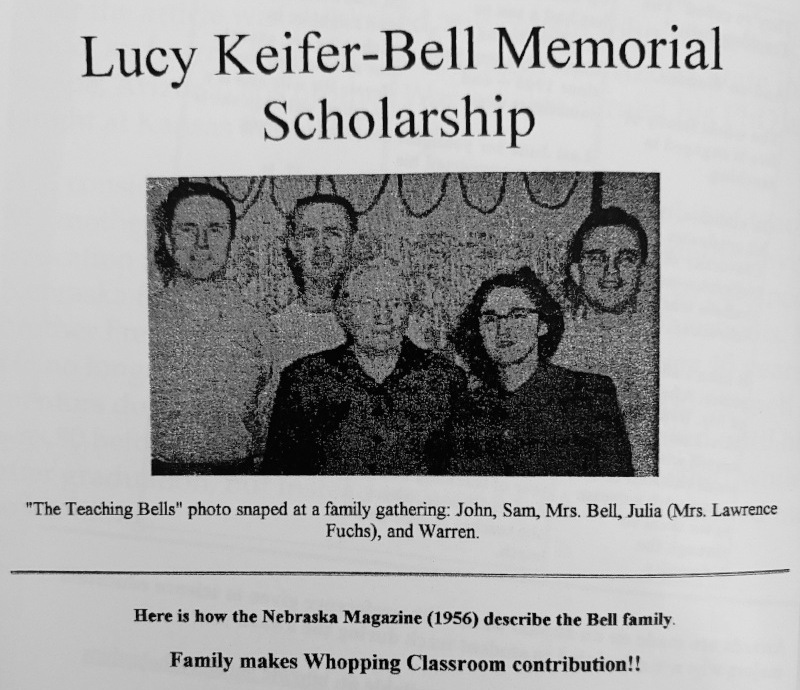 Lucy Keifer-Bell Memorial
Scholarship
"The Teaching Bells" photo snaped at a family gathering: John, Sam, Mrs. Bell, Julia (Mrs. Lawrence
Fuchs), and Warren.
Here is how the Nebraska Magazine (1956) describe the Bell family.
Family makes Whopping Classroom contribution!!